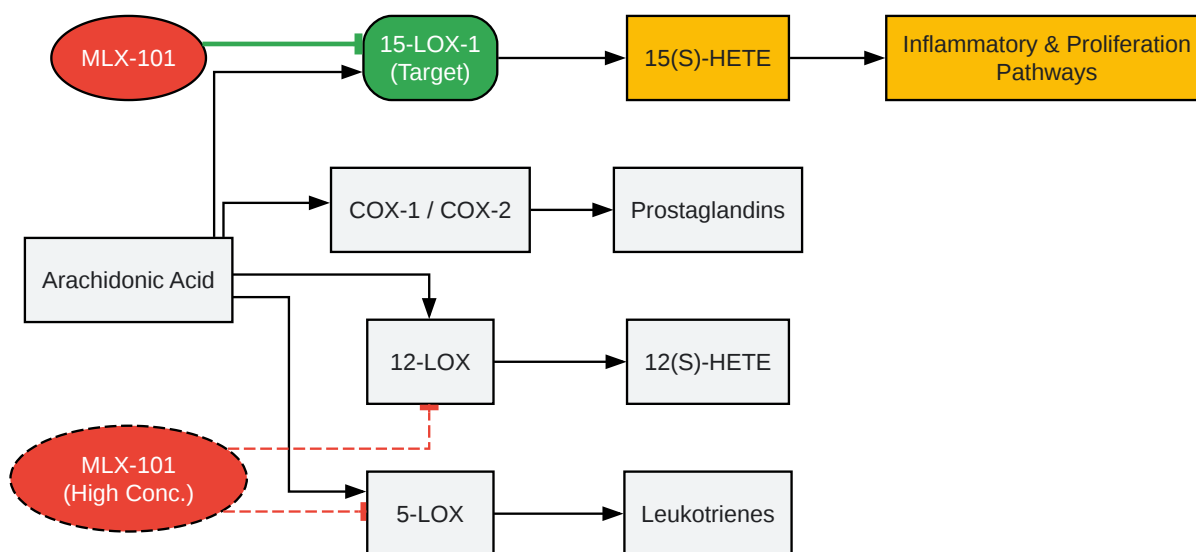 MLX-101
15-LOX-1
(Target)
15(S)-HETE
Inflammatory & Proliferation
Pathways
COX-1 / COX-2
Prostaglandins
Arachidonic Acid
12-LOX
12(S)-HETE
MLX-101
(High Conc.)
5-LOX
Leukotrienes